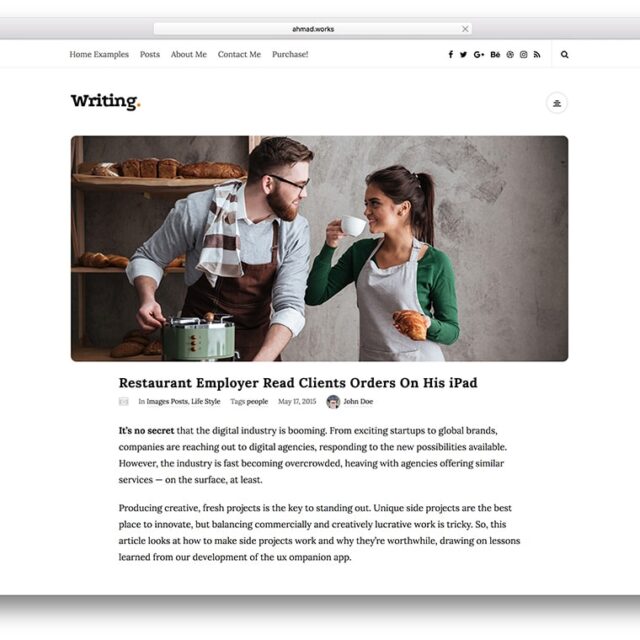 ahmad.works
Home Examples Posts About Me Contact Me Purchase!
Writing.
Restaurant Employer Read Clients Orders On His iPad
In Images Posts, Life Style Tags people May 17, 2015 John Doe
It's no secret that the digital industry is booming. From exciting startups to global brands,
companies are reaching out to digital agencies, responding to the new possibilities available.
However, the industry is fast becoming overcrowded, heaving with agencies offering similar
services — on the surface, at least.
Producing creative, fresh projects is the key to standing out. Unique side projects are the best
place to innovate, but balancing commercially and creatively lucrative work is tricky. So, this
article looks at how to make side projects work and why they're worthwhile, drawing on lessons
learned from our development of the ux ompanion app.